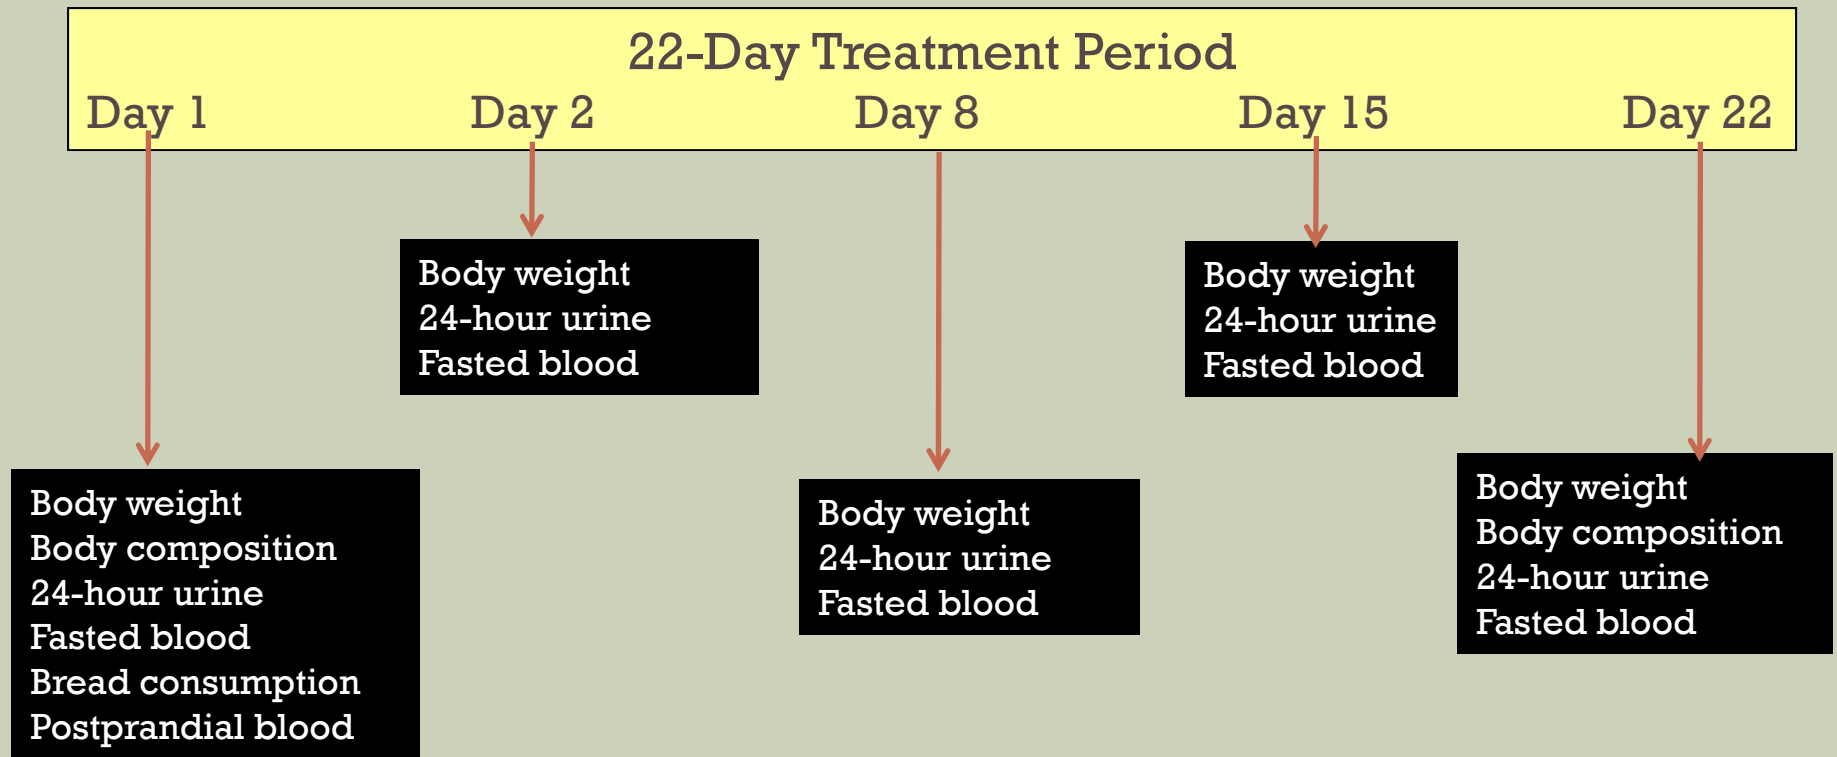 22-Day Treatment Period
Day 1 Day 2 Day 8 Day 15 Day 22
Body weight
Body composition
24-hour urine
Fasted blood
Bread consumption
Postprandial blood
Body weight
24-hour urine
Fasted blood
Body weight
24-hour urine
Fasted blood
Body weight
24-hour urine
Fasted blood
Body weight
Body composition
24-hour urine
Fasted blood